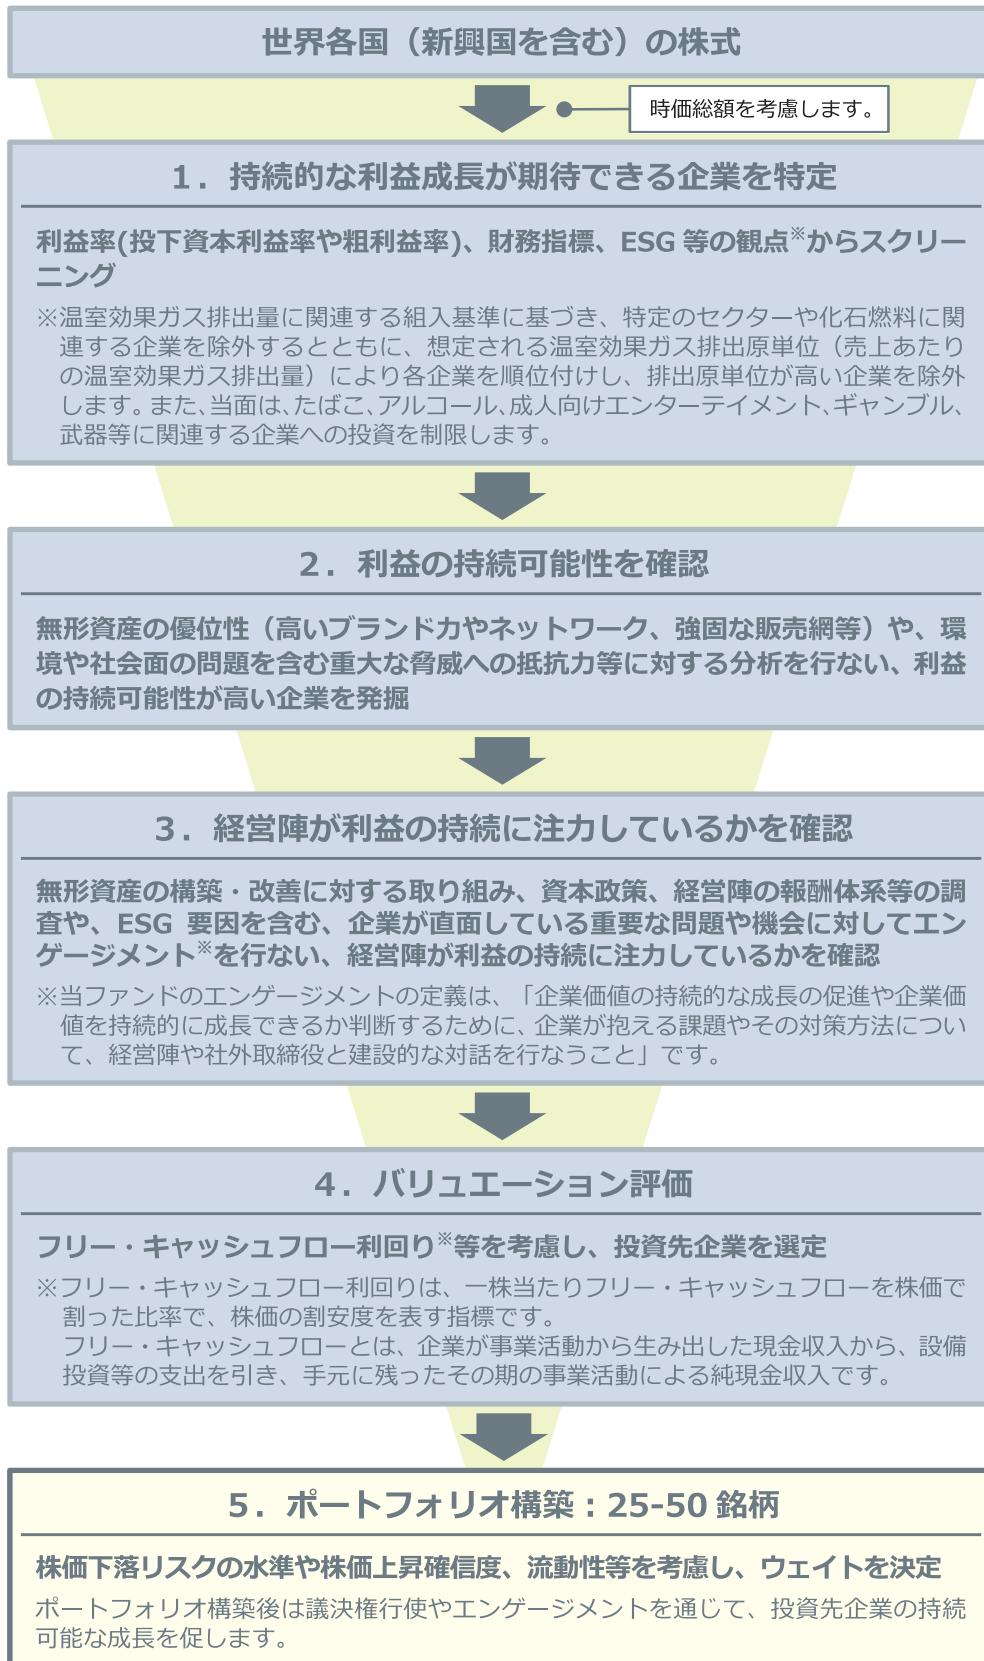 世界各国（新興国を含む）の株式
時価総額を考慮します。
１．持続的な利益成長が期待できる企業を特定
利益率(投下資本利益率や粗利益率)、財務指標、ESG 等の観点※からスクリー
ニング
※温室効果ガス排出量に関連する組入基準に基づき、特定のセクターや化石燃料に関
連する企業を除外するとともに、想定される温室効果ガス排出原単位（売上あたり
の温室効果ガス排出量）により各企業を順位付けし、排出原単位が高い企業を除外
します。また、当面は、たばこ、アルコール、成人向けエンターテイメント、ギャンブル、
武器等に関連する企業への投資を制限します。
２．利益の持続可能性を確認
無形資産の優位性（高いブランド力やネットワーク、強固な販売網等）や、環
境や社会面の問題を含む重大な脅威への抵抗力等に対する分析を行ない、利益
の持続可能性が高い企業を発掘
３．経営陣が利益の持続に注力しているかを確認
無形資産の構築・改善に対する取り組み、資本政策、経営陣の報酬体系等の調
査や、ESG 要因を含む、企業が直面している重要な問題や機会に対してエン
ゲージメント※を行ない、経営陣が利益の持続に注力しているかを確認
※当ファンドのエンゲージメントの定義は、「企業価値の持続的な成長の促進や企業価
値を持続的に成長できるか判断するために、企業が抱える課題やその対策方法につい
て、経営陣や社外取締役と建設的な対話を行なうこと」です。
４．バリュエーション評価
フリー・キャッシュフロー利回り※等を考慮し、投資先企業を選定
※フリー・キャッシュフロー利回りは、一株当たりフリー・キャッシュフローを株価で
割った比率で、株価の割安度を表す指標です。
フリー・キャッシュフローとは、企業が事業活動から生み出した現金収入から、設備
投資等の支出を引き、手元に残ったその期の事業活動による純現金収入です。
５．ポートフォリオ構築：25-50 銘柄
株価下落リスクの水準や株価上昇確信度、流動性等を考慮し、ウェイトを決定
ポートフォリオ構築後は議決権行使やエンゲージメントを通じて、投資先企業の持続
可能な成長を促します。